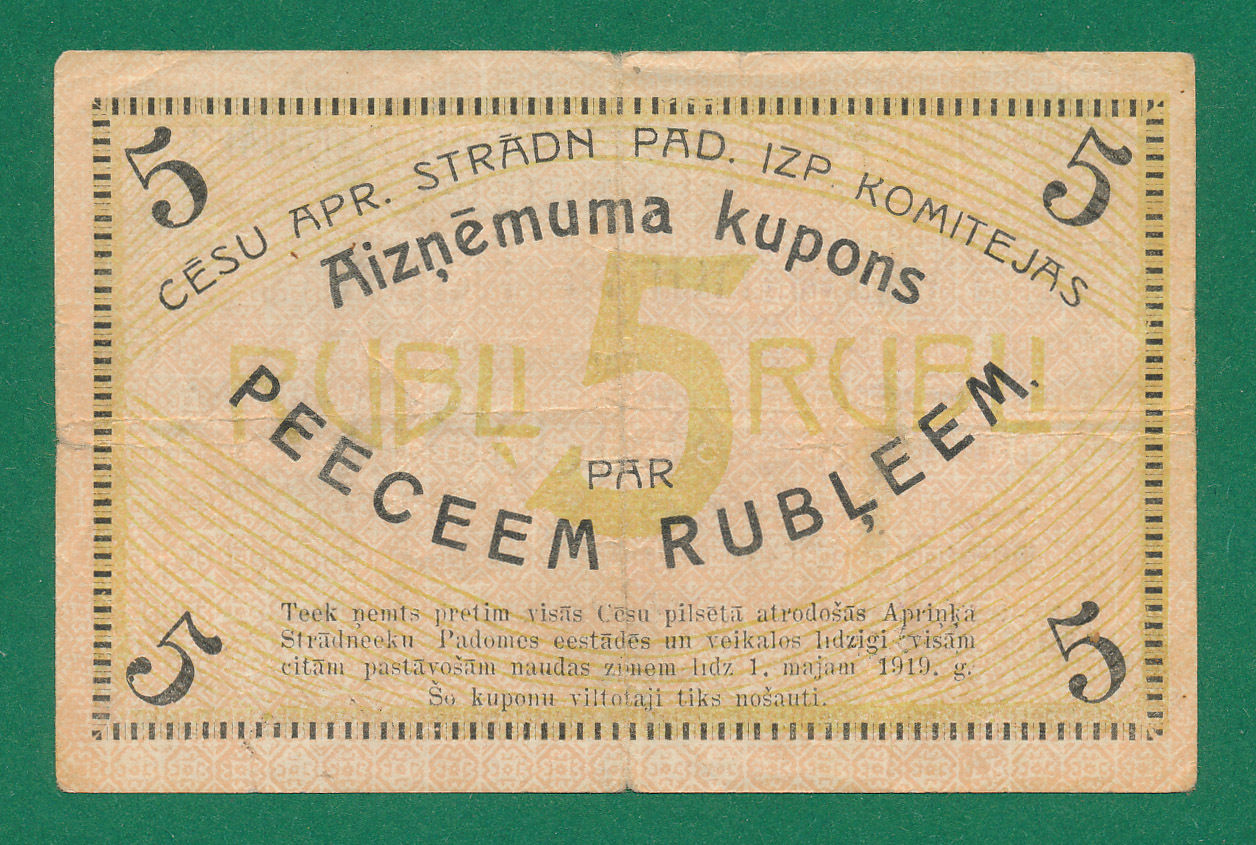 5 5
CĒSU APR. STRĀDN PAD. IZP. KOMITEJAS
Aizņēmuma kupons
RUBĻI 5 RUBĻI
PAR
PEECEEM RUBĻEEM.
Teek ņemts pretim visās Cēsu pilsētā atrodošās Apriņķa
Strādneeku Padomes eestādēs un veikalos līdzīgi visām
citām pastāvošām naudas zīmem līdz 1. majam 1919. g.
Šo kuponu viltotaji tiks nošauti.
5 5